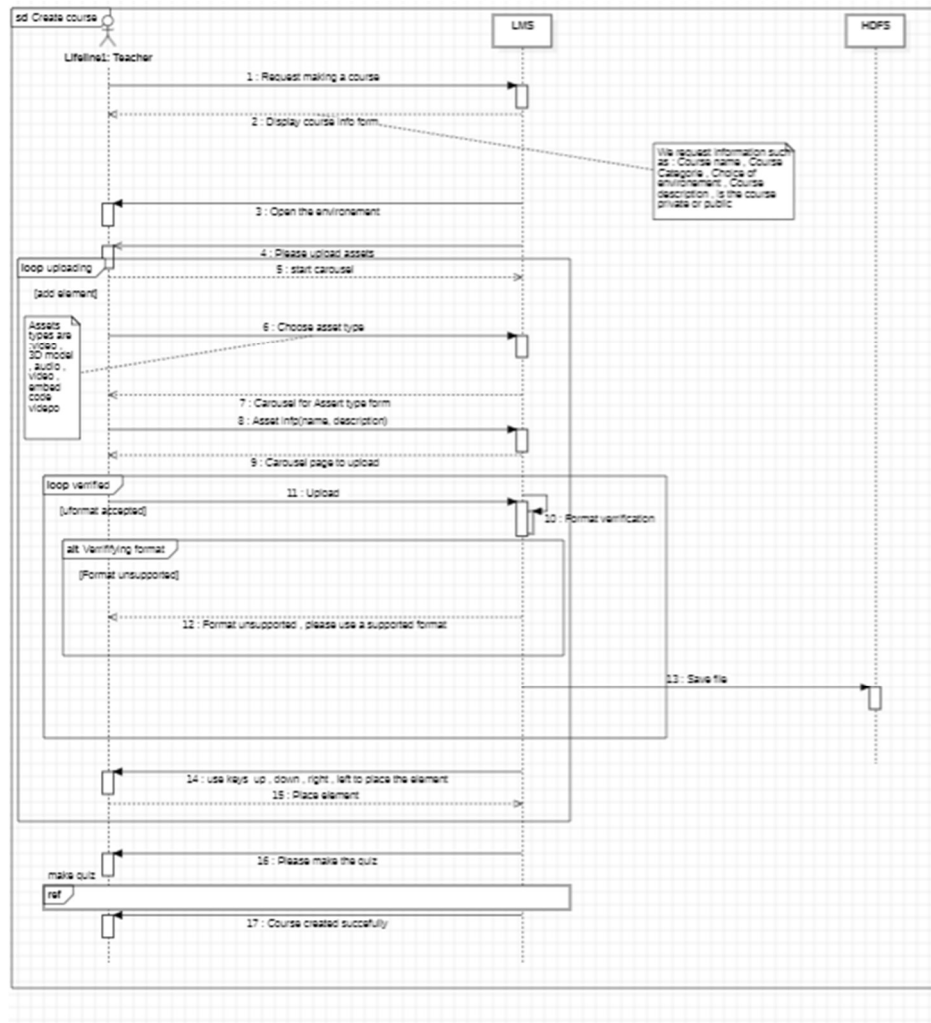 sd Create course
LMS
HDFS
Lifeline1: Teacher
1 : Request making a course
2 : Display course info form
We request information such
as : Course name , Course
Categorie , Choice of
environement , Course
description , is the course
private or public
3 : Open the environement
4 : Please upload assets
loop uploading
5 : start carousel
[add element]
Assets
types are
:video ,
3D model
, audio ,
video ,
embed
code
videpo
6 : Choose asset type
7 : Carousel for Assert type form
8 : Asset infp(name, description)
9 : Carousel page to upload
loop verrified
11 : Upload
[uformat accepted]
10 : Format verrification
alt Verrififying format
[Format unsupported]
12 : Format unsupported , please use a supported format
13 : Save file
14 : use keys up , down , right , left to place the element
15 : Place element
16 : Please make the quiz
make quiz
ref
17 : Course created succefully